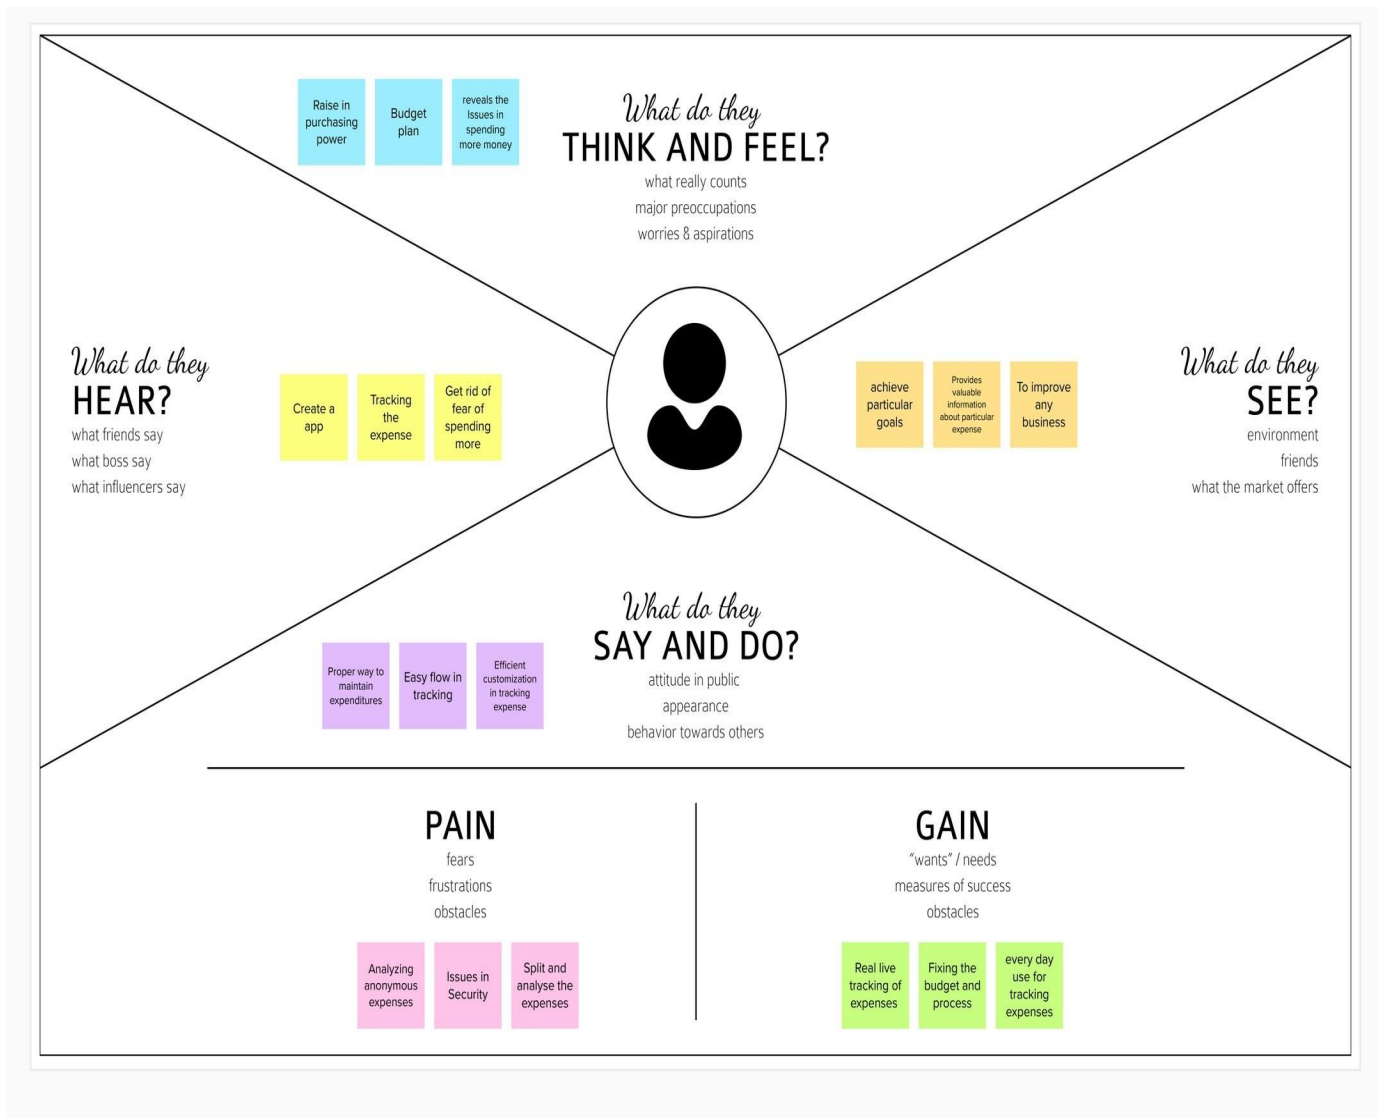 Raise in
purchasing
power
Budget
plan
reveals the
Issues in
spending
more money
What do they
THINK AND FEEL?
what really counts
major preoccupations
worries & aspirations
What do they
HEAR?
what friends say
what boss say
what influencers say
Create a
app
Tracking
the
expense
Get rid of
fear of
spending
more
achieve
particular
goals
Provides
valuable
information
about particular
expense
To improve
any
business
What do they
SEE?
environment
friends
what the market offers
What do they
SAY AND DO?
attitude in public
appearance
behavior towards others
Proper way to
maintain
expenditures
Easy flow in
tracking
Efficient
customization
in tracking
expense
PAIN
fears
frustrations
obstacles
Analyzing
anonymous
expenses
Issues in
Security
Split and
analyse the
expenses
GAIN
“wants” / needs
measures of success
obstacles
Real live
tracking of
expenses
Fixing the
budget and
process
every day
use for
tracking
expenses